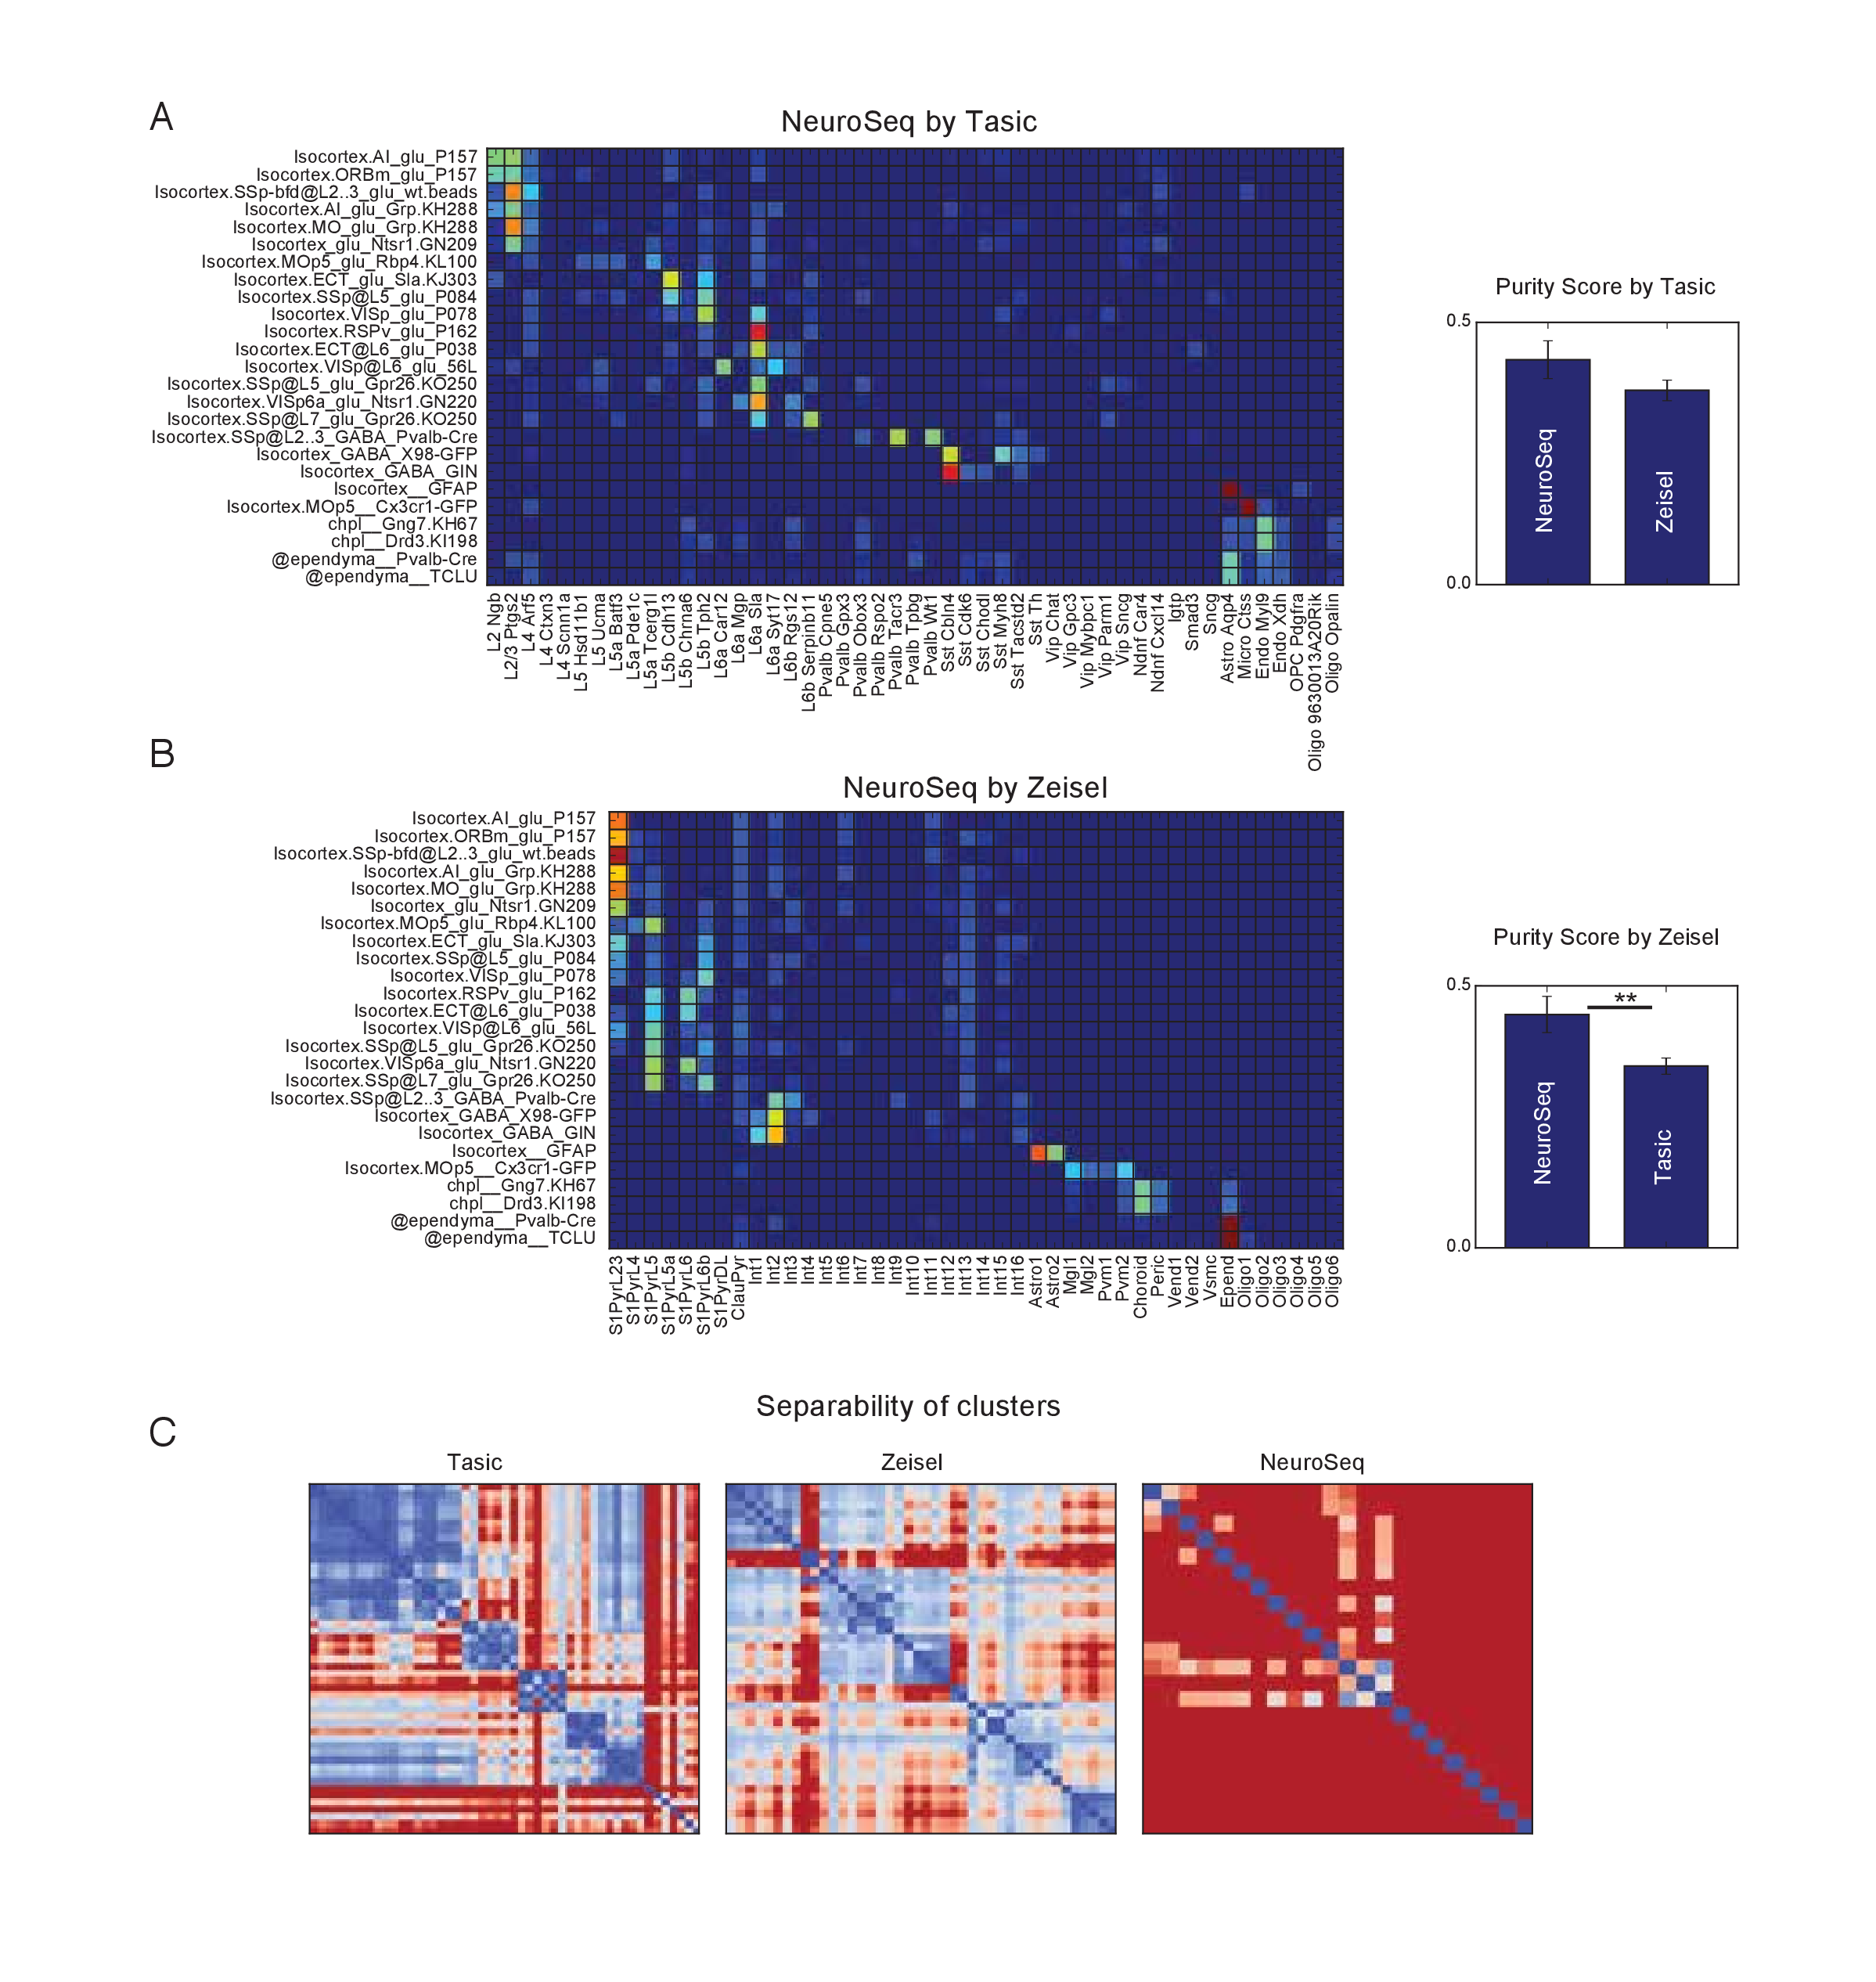 A
NeuroSeq by Tasic
Isocortex.AI_glu_P157
Isocortex.ORBm_glu_P157
Isocortex.SSp-bfd@L2..3_glu_wt.beads
Isocortex.AI_glu_Grp.KH288
Isocortex.MO_glu_Grp.KH288
Isocortex_glu_Ntsr1.GN209
Isocortex.MOp5_glu_Rbp4.KL100
Isocortex.ECT_glu_Sla.KJ303
Isocortex.SSp@L5_glu_P084
Isocortex.VISp_glu_P078
Isocortex.RSPv_glu_P162
Isocortex.ECT@L6_glu_P038
Isocortex.VISp@L6_glu_56L
Isocortex.SSp@L5_glu_Gpr26.KO250
Isocortex.VISp6a_glu_Ntsr1.GN220
Isocortex.SSp@L7_glu_Gpr26.KO250
Isocortex.SSp@L2..3_GABA_Pvalb-Cre
Isocortex_GABA_X98-GFP
Isocortex_GABA_GIN
Isocortex__GFAP
Isocortex.MOp5__Cx3cr1-GFP
chpl__Gng7.KH67
chpl__Drd3.KI198
@ependyma__Pvalb-Cre
@ependyma__TCLU
L2 Ngb
L2/3 Ptgs2
L4 Arf5
L4 Ctxn3
L4 Scnn1a
L5 Hsd11b1
L5 Ucma
L5a Batf3
L5a Pde1c
L5a Tcerg1l
L5b Cdh13
L5b Chrna6
L5b Tph2
L6a Car12
L6a Mgp
L6a Sla
L6a Syt17
L6b Rgs12
L6b Serpinb11
Pvalb Cpne5
Pvalb Gpx3
Pvalb Obox3
Pvalb Rspo2
Pvalb Tacr3
Pvalb Tpbg
Pvalb Wt1
Sst Cbln4
Sst Cdk6
Sst Chodl
Sst Myh8
Sst Tacstd2
Sst Th
Vip Chat
Vip Gpc3
Vip Mybpc1
Vip Parm1
Vip Sncg
Ndnf Car4
Ndnf Cxcl14
Igtp
Smad3
Sncg
Astro Aqp4
Micro Ctss
Endo Myl9
Endo Xdh
OPC Pdgfra
Oligo 9630013A20Rik
Oligo Opalin
Purity Score by Tasic
0.5
0.0
NeuroSeq
Zeisel
B
NeuroSeq by Zeisel
Isocortex.AI_glu_P157
Isocortex.ORBm_glu_P157
Isocortex.SSp-bfd@L2..3_glu_wt.beads
Isocortex.AI_glu_Grp.KH288
Isocortex.MO_glu_Grp.KH288
Isocortex_glu_Ntsr1.GN209
Isocortex.MOp5_glu_Rbp4.KL100
Isocortex.ECT_glu_Sla.KJ303
Isocortex.SSp@L5_glu_P084
Isocortex.VISp_glu_P078
Isocortex.RSPv_glu_P162
Isocortex.ECT@L6_glu_P038
Isocortex.VISp@L6_glu_56L
Isocortex.SSp@L5_glu_Gpr26.KO250
Isocortex.VISp6a_glu_Ntsr1.GN220
Isocortex.SSp@L7_glu_Gpr26.KO250
Isocortex.SSp@L2..3_GABA_Pvalb-Cre
Isocortex_GABA_X98-GFP
Isocortex_GABA_GIN
Isocortex__GFAP
Isocortex.MOp5__Cx3cr1-GFP
chpl__Gng7.KH67
chpl__Drd3.KI198
@ependyma__Pvalb-Cre
@ependyma__TCLU
S1PyrL23
S1PyrL4
S1PyrL5
S1PyrL5a
S1PyrL6
S1PyrL6b
S1PyrDL
ClauPyr
Int1
Int2
Int3
Int4
Int5
Int6
Int7
Int8
Int9
Int10
Int11
Int12
Int13
Int14
Int15
Int16
Astro1
Astro2
Mgl1
Mgl2
Pvm1
Pvm2
Choroid
Peric
Vend1
Vend2
Vsmc
Epend
Oligo1
Oligo2
Oligo3
Oligo4
Oligo5
Oligo6
Purity Score by Zeisel
0.5
0.0
**
NeuroSeq
Tasic
C
Separability of clusters
Tasic
Zeisel
NeuroSeq